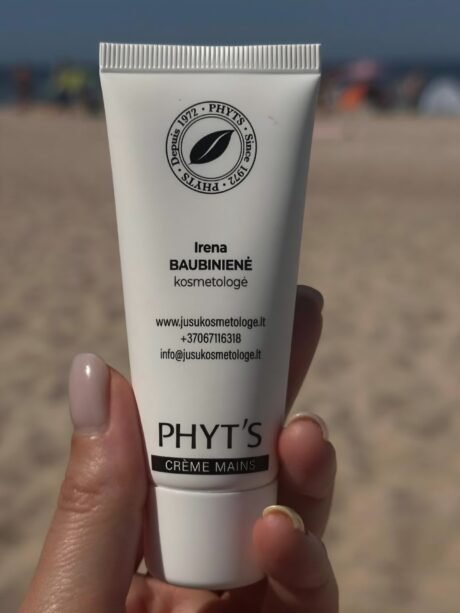 Depuis 1972 · PHYTS · Since 1972 · PHYTS ·
Irena
BAUBINIENĖ
kosmetologė
www.jusukosmetologe.lt
+37067116318
info@jusukosmetologe.lt
PHYT'S
CRÈME MAINS